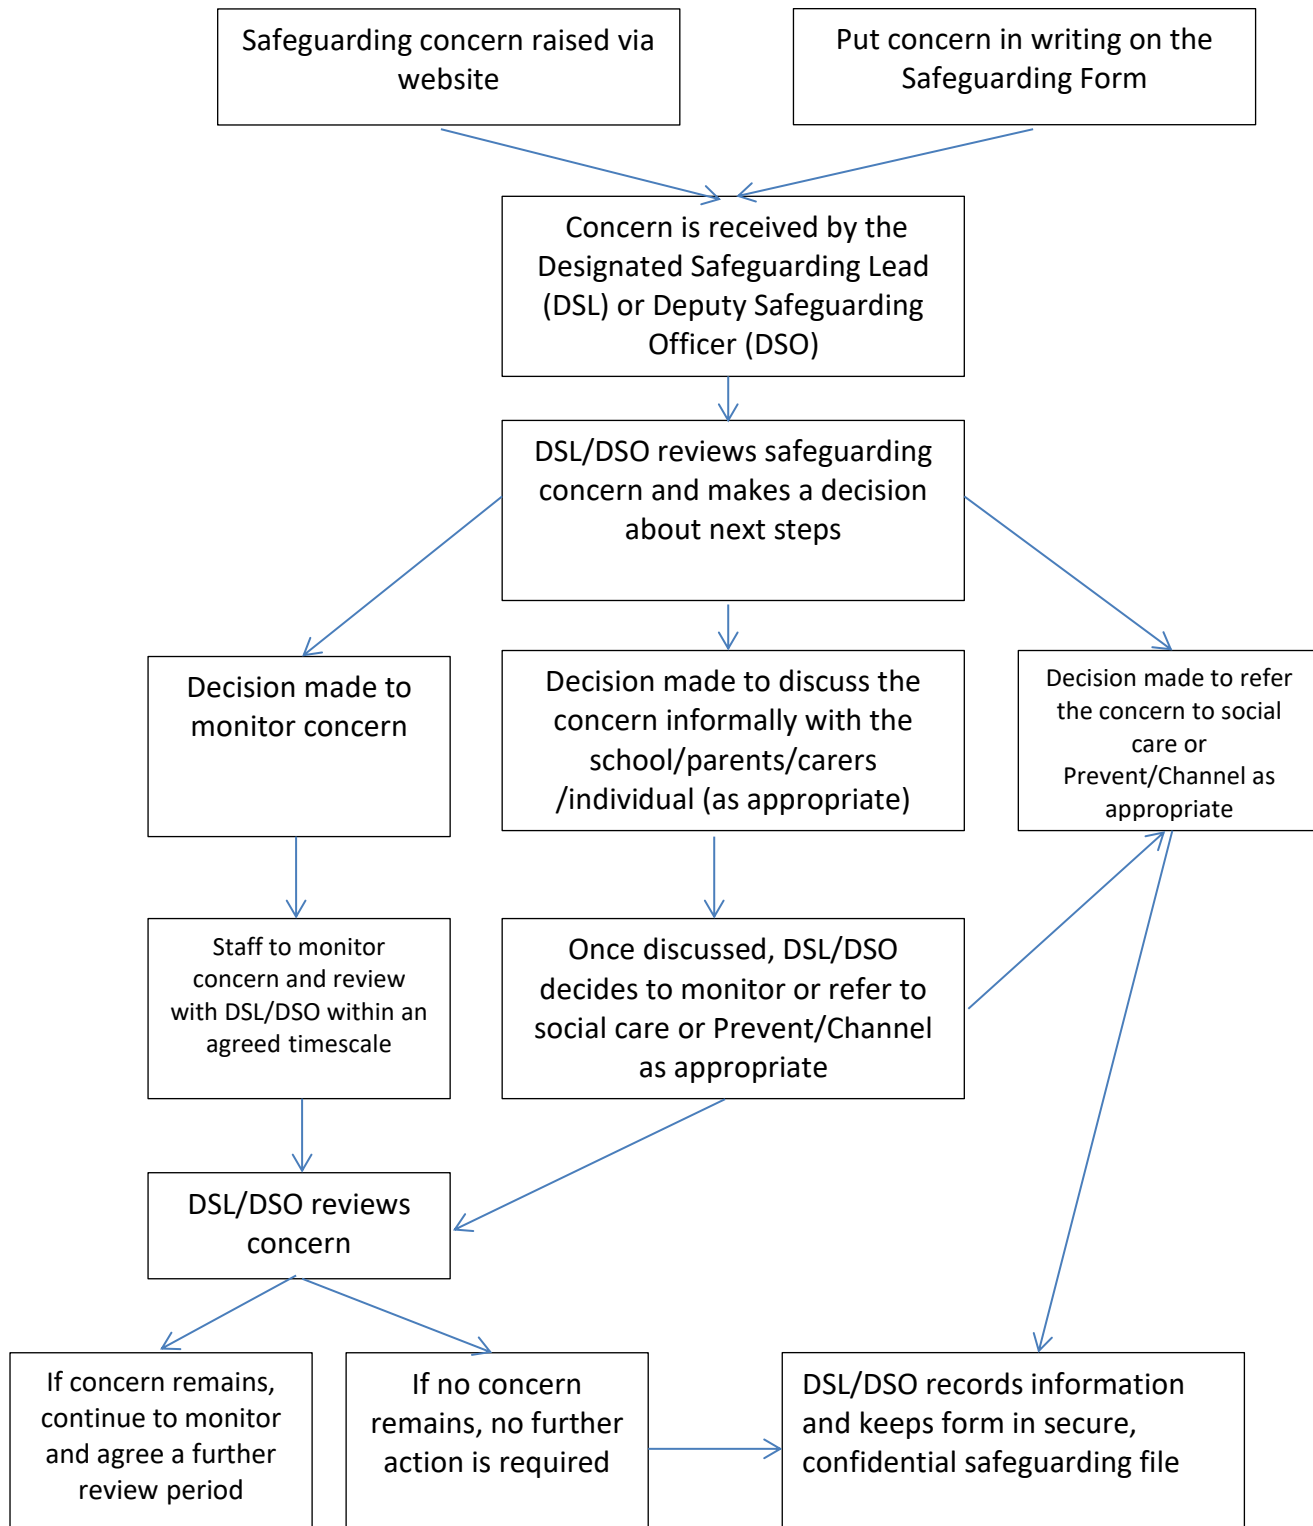 Safeguarding concern raised via
website
Put concern in writing on the
Safeguarding Form
Concern is received by the
Designated Safeguarding Lead
(DSL) or Deputy Safeguarding
Officer (DSO)
DSL/DSO reviews safeguarding
concern and makes a decision
about next steps
Decision made to
monitor concern
Decision made to discuss the
concern informally with the
school/parents/carers
/individual (as appropriate)
Decision made to refer
the concern to social
care or
Prevent/Channel as
appropriate
Staff to monitor
concern and review
with DSL/DSO within an
agreed timescale
Once discussed, DSL/DSO
decides to monitor or refer to
social care or Prevent/Channel
as appropriate
DSL/DSO reviews
concern
If concern remains,
continue to monitor
and agree a further
review period
If no concern
remains, no further
action is required
DSL/DSO records information
and keeps form in secure,
confidential safeguarding file